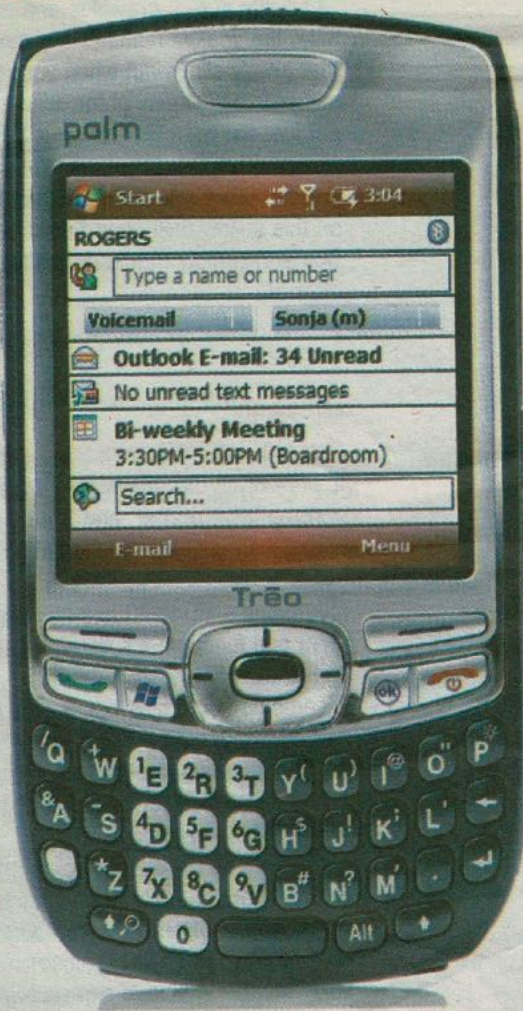 palm
Start 3:04
ROGERS
Type a name or number
Voicemail Sonja (m)
Outlook E-mail: 34 Unread
No unread text messages
Bi-weekly Meeting
3:30PM-5:00PM (Boardroom)
Search...
E-mail Menu
Trēo
ok
/Q +W 1E 2R 3T Y( U) I@ O" P
&A -S 4D 5F 6G H$ J! K: L'
*Z 7X 8C 9V B# N? M , .
0 Alt